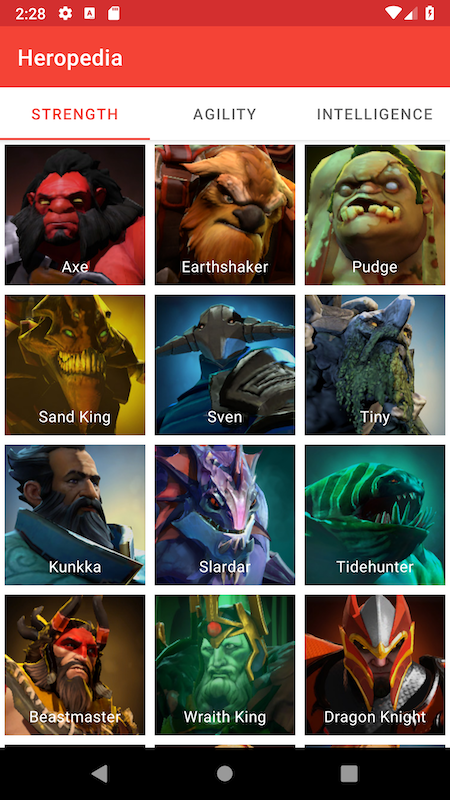 2:28
Heropedia
STRENGTH AGILITY INTELLIGENCE
Axe Earthshaker Pudge
Sand King Sven Tiny
Kunkka Slardar Tidehunter
Beastmaster Wraith King Dragon Knight